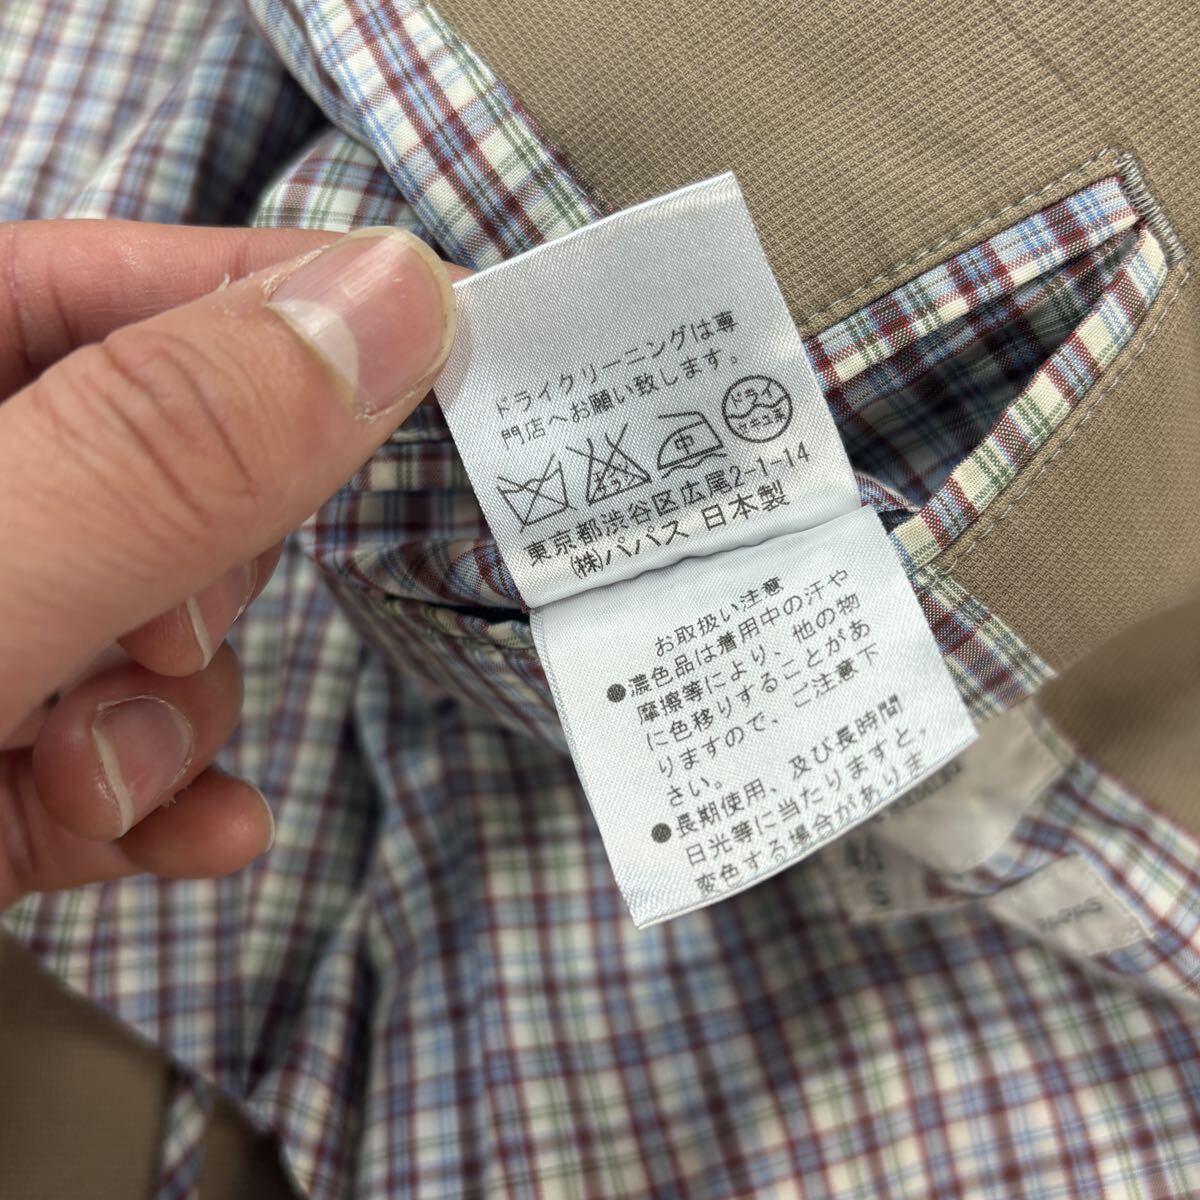 ドライクリーニングは専
門店へお願い致します。
中
ドライ
セキユ系
東京都渋谷区広尾2-1-14
(株)パパス 日本製
お取扱い注意
●濃色品は着用中の汗や
摩擦等により、他の物
に色移りすることがあ
りますので、ご注意下
さい。
●長期使用、及び長時間
日光等に当たりますと、
変色する場合がありま
Papas